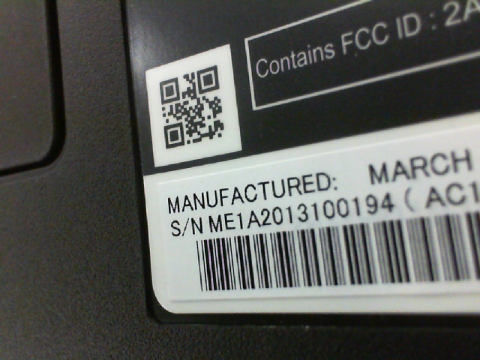 Contains FCC ID : 2A
MANUFACTURED: MARCH
S/N ME1A2013100194 ( AC1